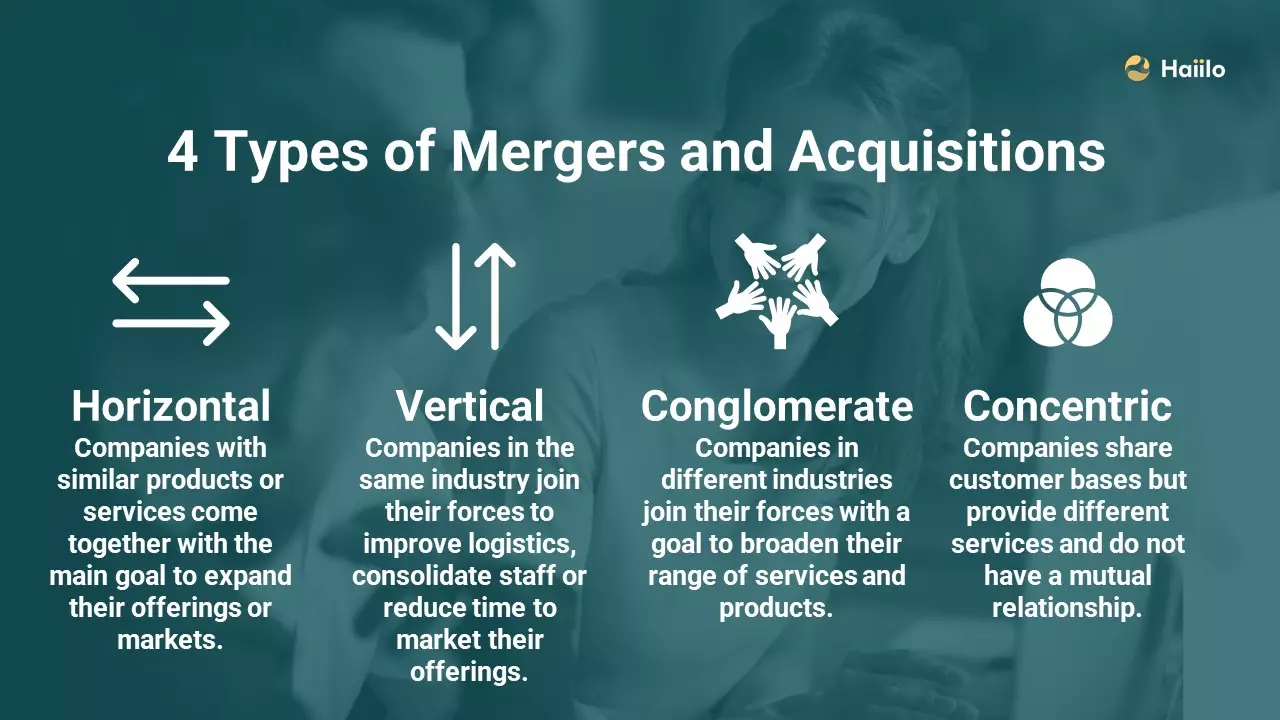 Haiilo
4 Types of Mergers and Acquisitions
Horizontal
Companies with
similar products or
services come
together with the
main goal to expand
their offerings or
markets.
Vertical
Companies in the
same industry join
their forces to
improve logistics,
consolidate staff or
reduce time to
market their
offerings.
Conglomerate
Companies in
different industries
join their forces with a
goal to broaden their
range of services and
products.
Concentric
Companies share
customer bases but
provide different
services and do not
have a mutual
relationship.